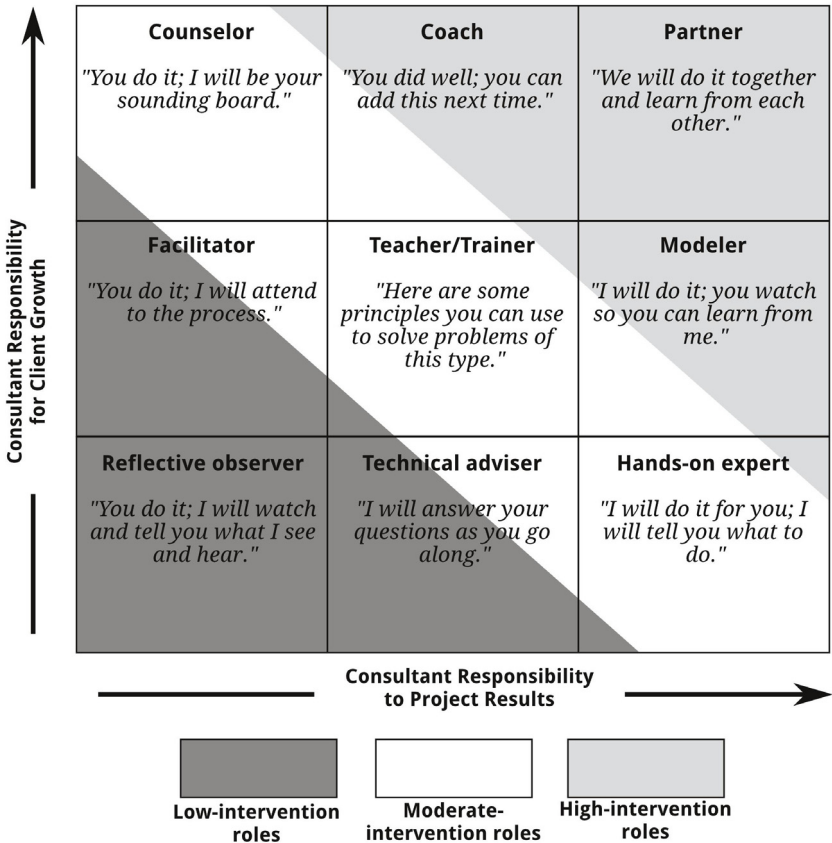 Counselor
"You do it; I will be your
sounding board."
Coach
"You did well; you can
add this next time."
Partner
"We will do it together
and learn from each
other."
Consultant Responsibility
for Client Growth
Facilitator
"You do it; I will attend
to the process."
Teacher/Trainer
"Here are some
principles you can use
to solve problems of
this type."
Modeler
"I will do it; you watch
so you can learn from
me."
Reflective observer
"You do it; I will watch
and tell you what I see
and hear."
Technical adviser
"I will answer your
questions as you go
along."
Hands-on expert
"I will do it for you; I
will tell you what to
do."
Consultant Responsibility
to Project Results
Low-intervention
roles
Moderate-
intervention roles
High-intervention
roles